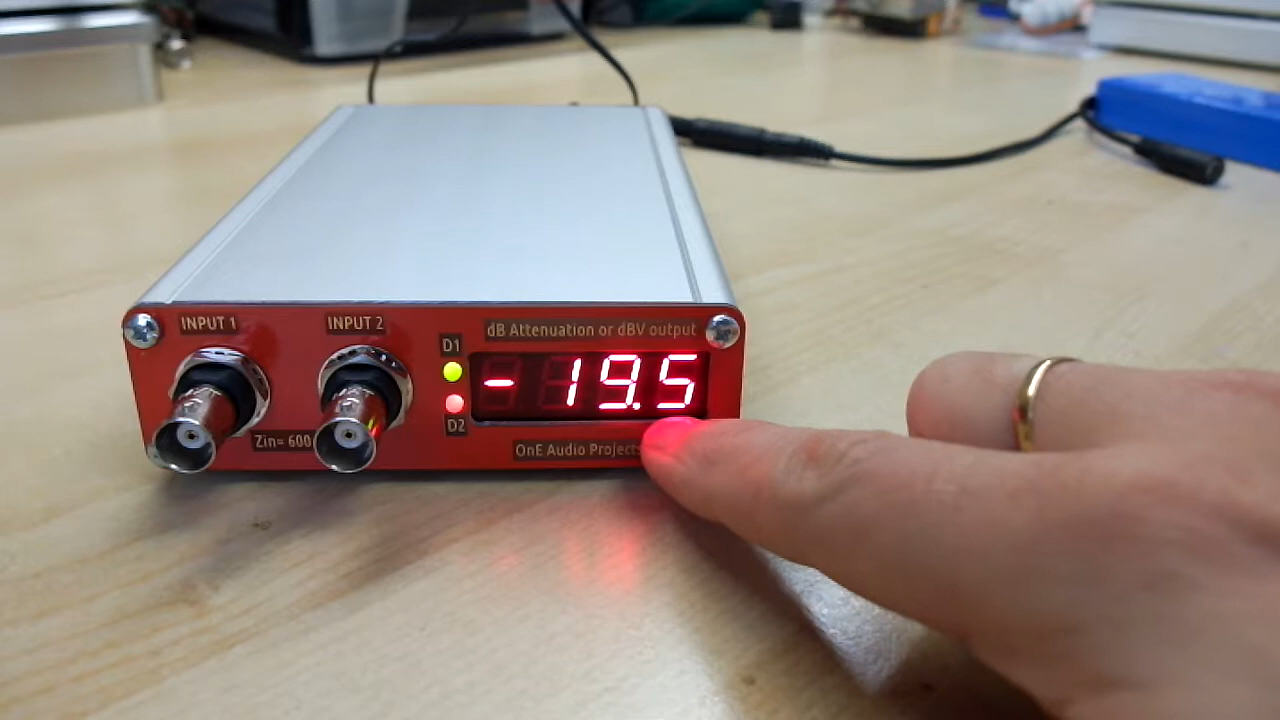 INPUT 1
INPUT 2
dB Attenuation or dBV output
D1
- 19.5
D2
Zin= 600
OnE Audio Projects